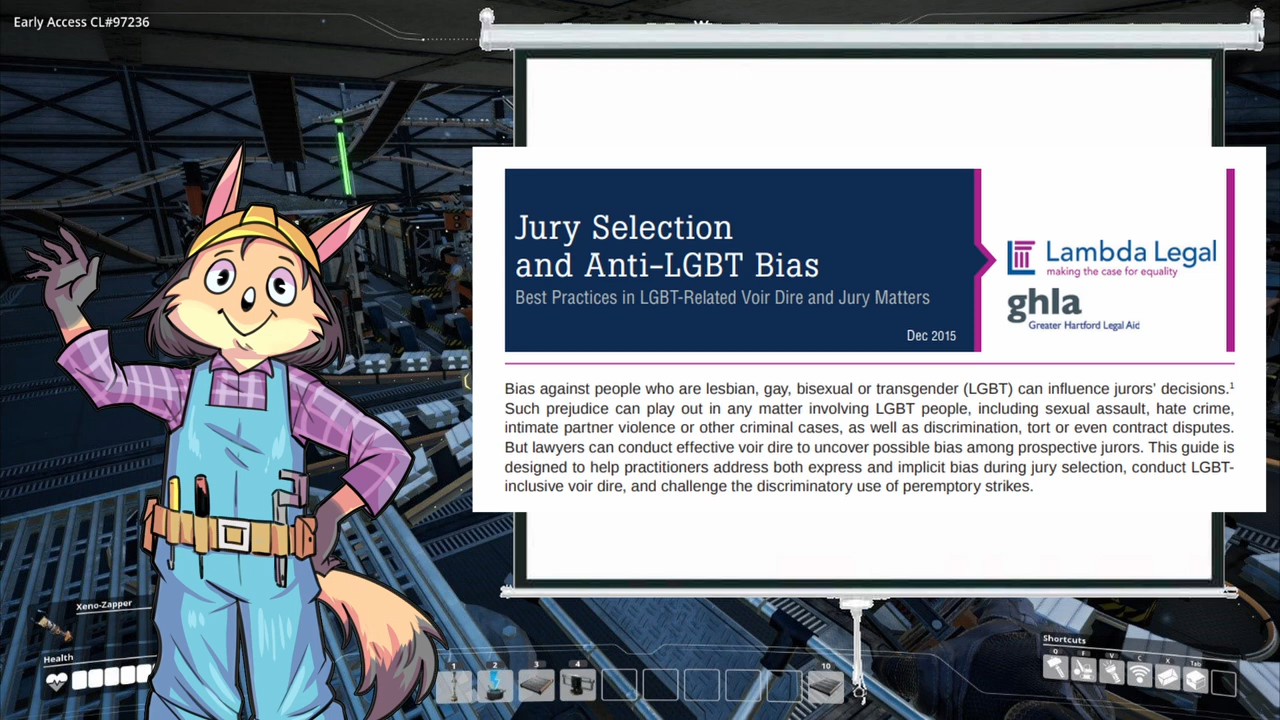 Early Access CL#97236
Jury Selection
and Anti-LGBT Bias
Best Practices in LGBT-Related Voir Dire and Jury Matters
Dec 2015
Lambda Legal
making the case for equality
ghla
Greater Hartford Legal Aid
Bias against people who are lesbian, gay, bisexual or transgender (LGBT) can influence jurors' decisions.¹
Such prejudice can play out in any matter involving LGBT people, including sexual assault, hate crime,
intimate partner violence or other criminal cases, as well as discrimination, tort or even contract disputes.
But lawyers can conduct effective voir dire to uncover possible bias among prospective jurors. This guide is
designed to help practitioners address both express and implicit bias during jury selection, conduct LGBT-
inclusive voir dire, and challenge the discriminatory use of peremptory strikes.
Xeno-Zapper
Health
1 2 3 4 10
Shortcuts
Q F V C X Tab